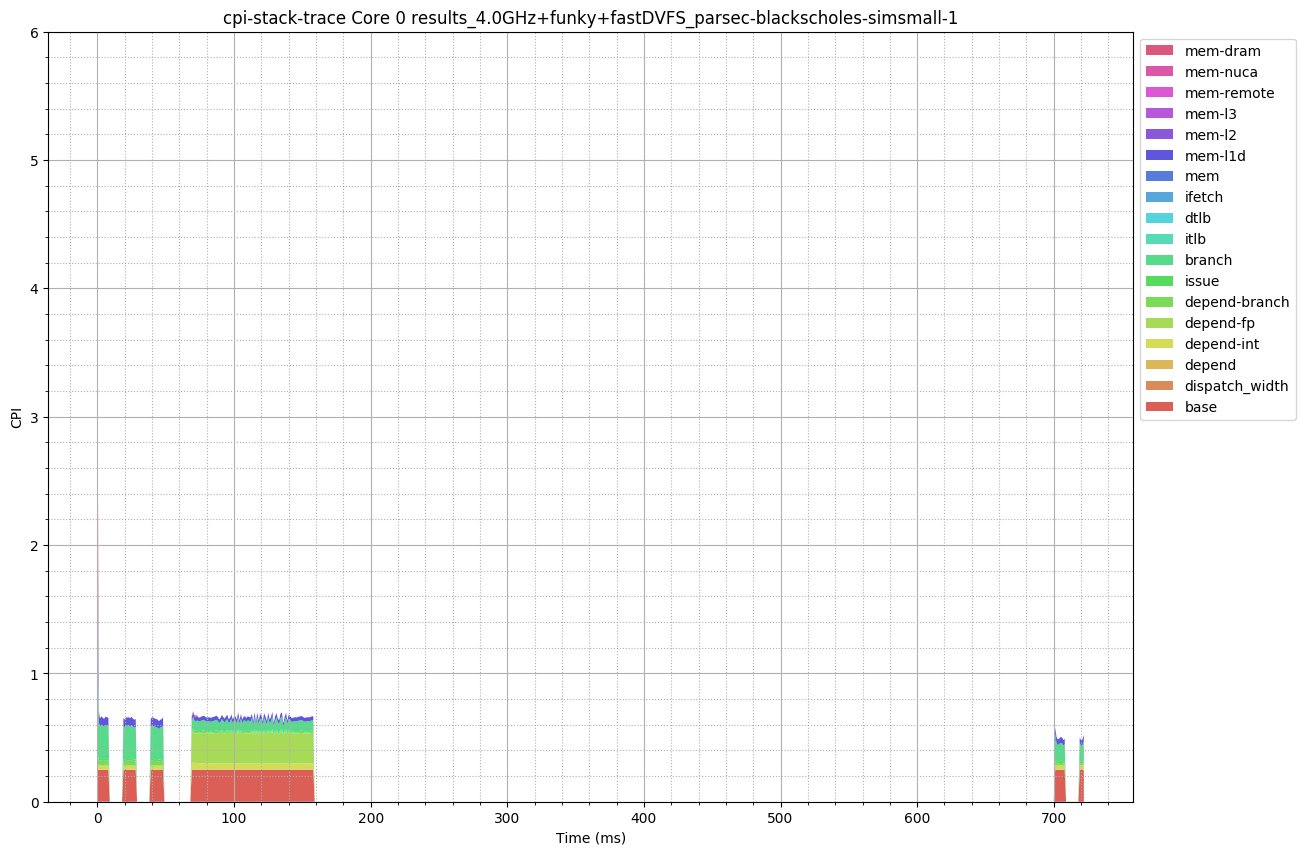 cpi-stack-trace Core 0 results_4.0GHz+funky+fastDVFS_parsec-blackscholes-simsmall-1
6
5
4
3
2
1
0
CPI
0
100
200
300
400
500
600
700
Time (ms)
mem-dram
mem-nuca
mem-remote
mem-l3
mem-l2
mem-l1d
mem
ifetch
dtlb
itlb
branch
issue
depend-branch
depend-fp
depend-int
depend
dispatch_width
base